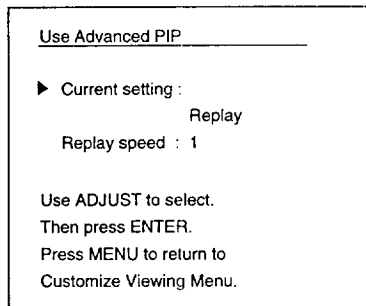 Use Advanced PIP
▶ Current setting :
Replay
Replay speed : 1
Use ADJUST to select.
Then press ENTER.
Press MENU to return to
Customize Viewing Menu.